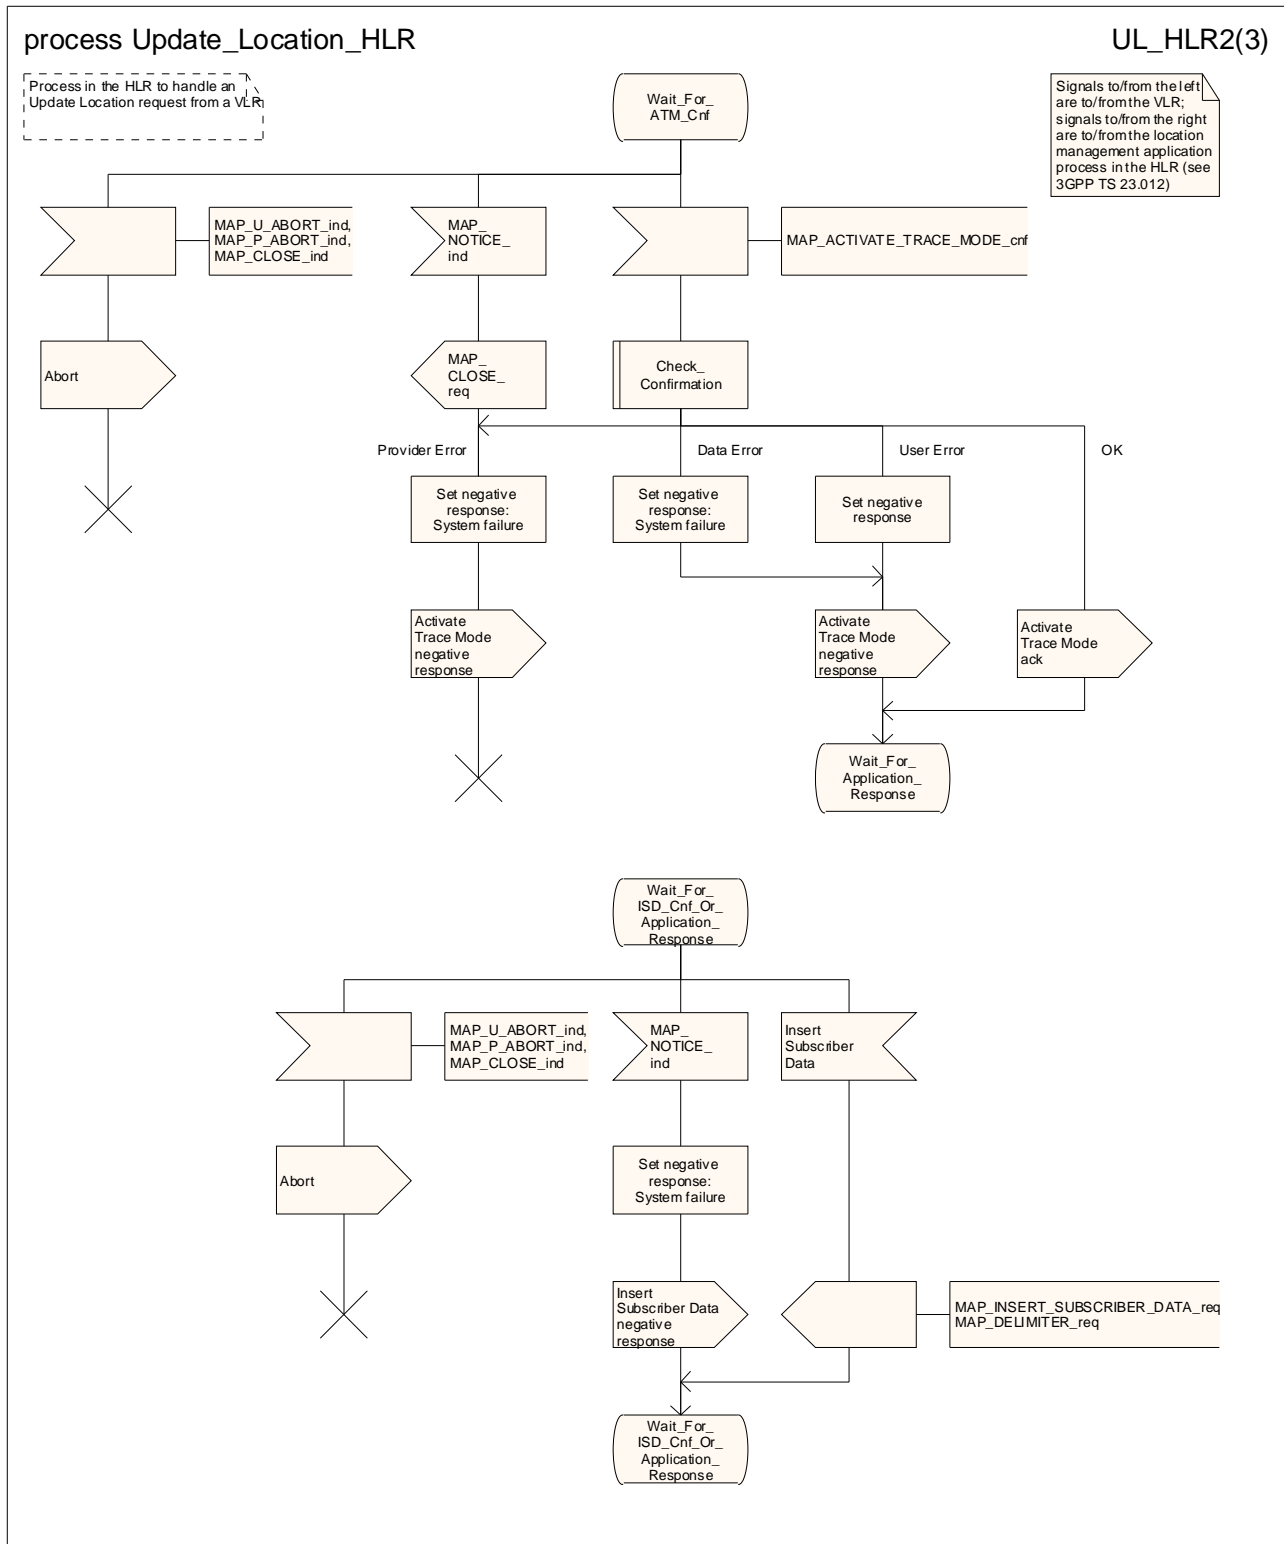 process Update_Location_HLR
UL_HLR2(3)
Process in the HLR to handle an
Update Location request from a VLR
Wait_For_
ATM_Cnf
Signals to/from the left
are to/from the VLR;
signals to/from the right
are to/from the location
management application
process in the HLR (see
3GPP TS 23.012)
MAP_U_ABORT_ind,
MAP_P_ABORT_ind,
MAP_CLOSE_ind
MAP_
NOTICE_
ind
MAP_ACTIVATE_TRACE_MODE_cnf
Abort
MAP_
CLOSE_
req
Check_
Confirmation
Provider Error
Data Error
User Error
OK
Set negative
response:
System failure
Set negative
response:
System failure
Set negative
response
Activate
Trace Mode
negative
response
Activate
Trace Mode
negative
response
Activate
Trace Mode
ack
Wait_For_
Application_
Response
Wait_For_
ISD_Cnf_Or_
Application_
Response
MAP_U_ABORT_ind,
MAP_P_ABORT_ind,
MAP_CLOSE_ind
MAP_
NOTICE_
ind
Insert
Subscriber
Data
Abort
Set negative
response:
System failure
Insert
Subscriber Data
negative
response
MAP_INSERT_SUBSCRIBER_DATA_req
MAP_DELIMITER_req
Wait_For_
ISD_Cnf_Or_
Application_
Response